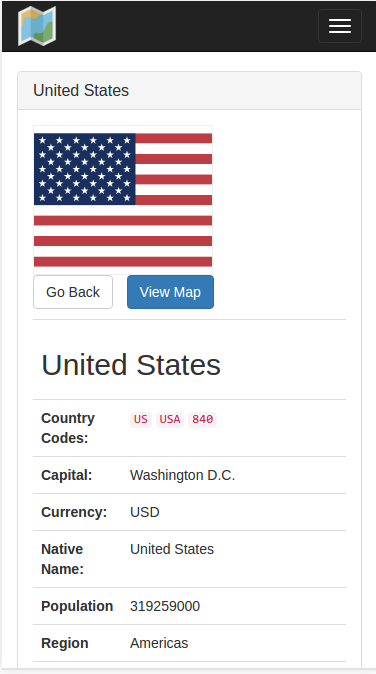 United States
Go Back View Map
United States
Country Codes: US USA 840
Capital: Washington D.C.
Currency: USD
Native Name: United States
Population 319259000
Region Americas